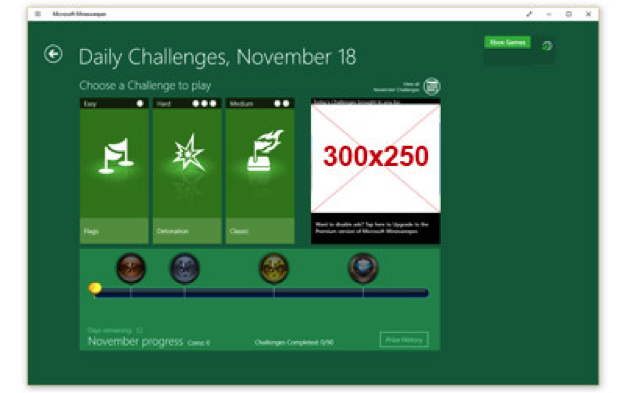 Microsoft Minesweeper
Xbox Games
Daily Challenges, November 18
Choose a Challenge to play
View all
November Challenges
Easy
Hard
Medium
Today's Challenges brought to you by:
300x250
Flags
Detonation
Classic
Want to disable ads? Tap here to Upgrade to the
Premium version of Microsoft Minesweeper.
Days remaining: 12
November progress Coins: 0
Challenges Completed: 0/90
Prize History